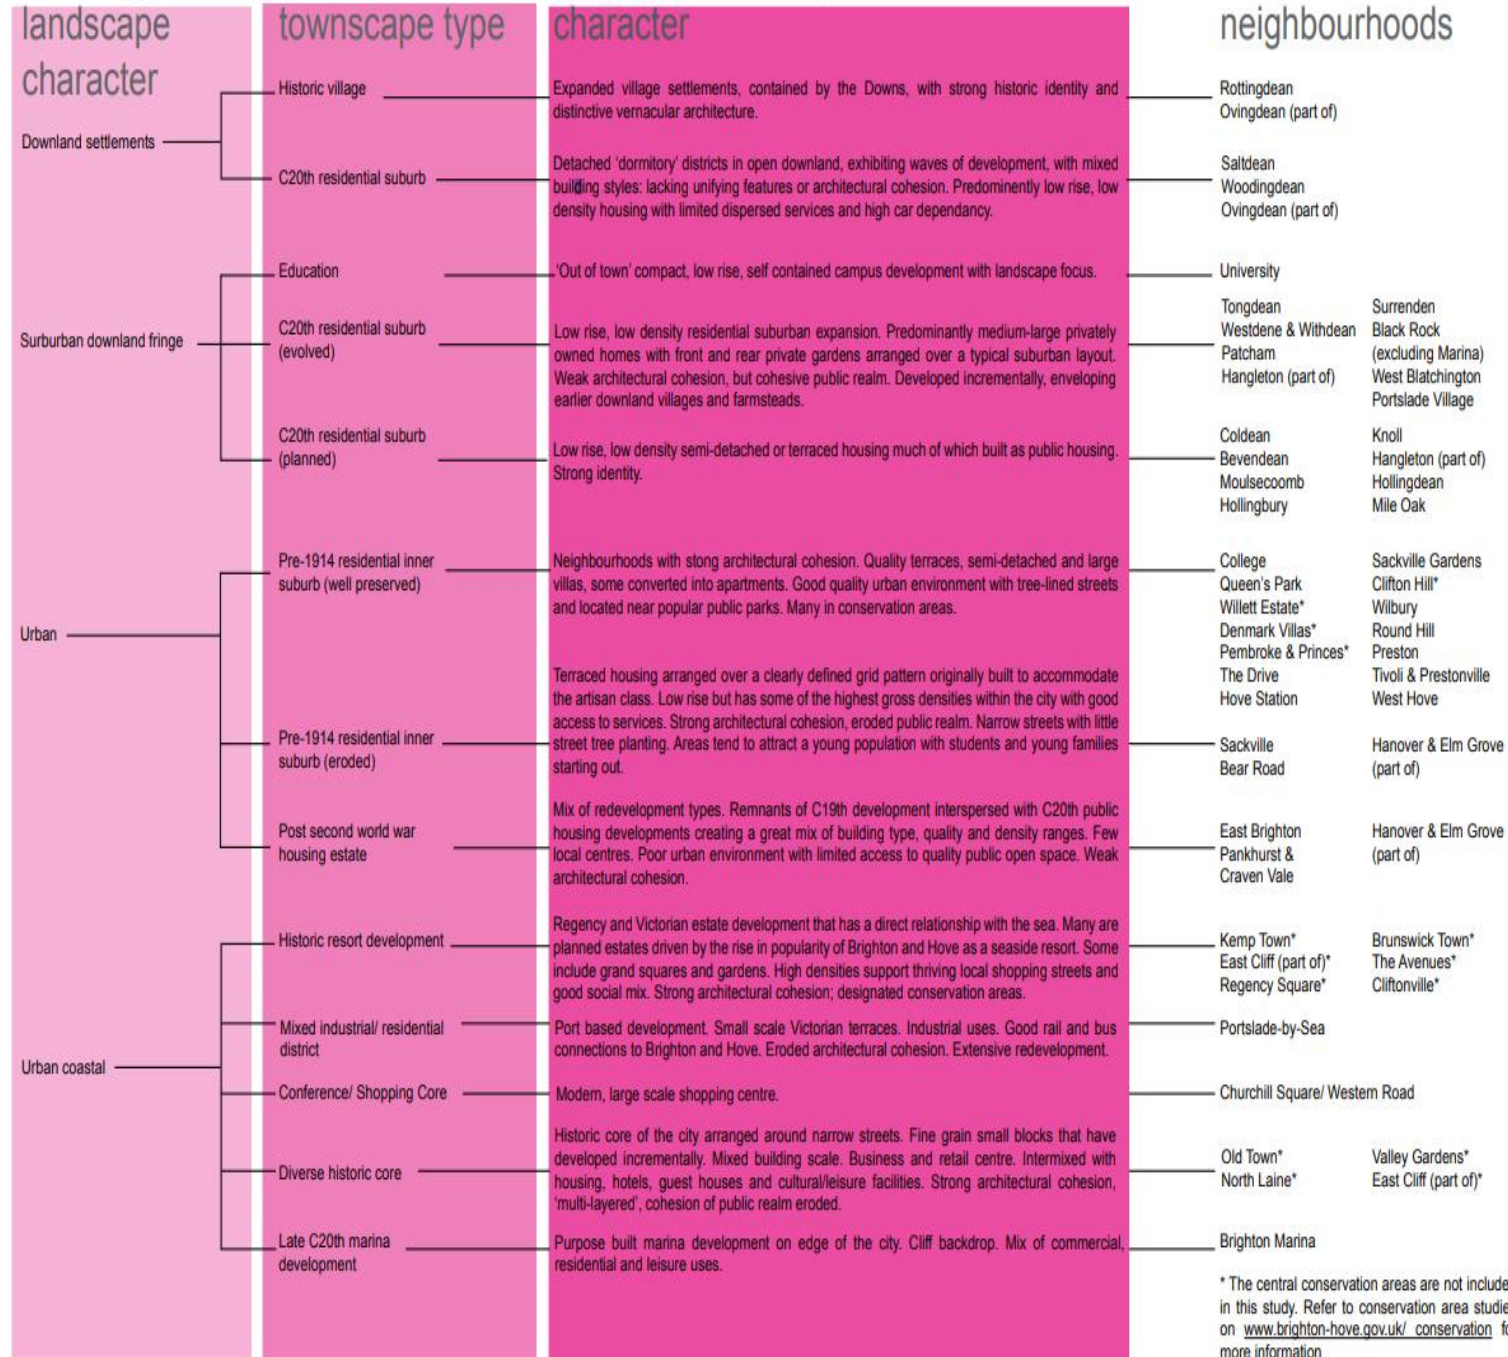 landscape
character
townscape type
character
neighbourhoods
Downland settlements
Historic village
Expanded village settlements, contained by the Downs, with strong historic identity and
distinctive vernacular architecture.
Rottingdean
Ovingdean (part of)
C20th residential suburb
Detached 'dormitory' districts in open downland, exhibiting waves of development, with mixed
building styles: lacking unifying features or architectural cohesion. Predominently low rise, low
density housing with limited dispersed services and high car dependancy.
Saltdean
Woodingdean
Ovingdean (part of)
Surburban downland fringe
Education
'Out of town' compact, low rise, self contained campus development with landscape focus.
University
C20th residential suburb
(evolved)
Low rise, low density residential suburban expansion. Predominantly medium-large privately
owned homes with front and rear private gardens arranged over a typical suburban layout.
Weak architectural cohesion, but cohesive public realm. Developed incrementally, enveloping
earlier downland villages and farmsteads.
Tongdean
Westdene & Withdean
Patcham
Hangleton (part of)
Surrenden
Black Rock
(excluding Marina)
West Blatchington
Portslade Village
C20th residential suburb
(planned)
Low rise, low density semi-detached or terraced housing much of which built as public housing.
Strong identity.
Coldean
Bevendean
Moulsecoomb
Hollingbury
Knoll
Hangleton (part of)
Hollingdean
Mile Oak
Urban
Pre-1914 residential inner
suburb (well preserved)
Neighbourhoods with stong architectural cohesion. Quality terraces, semi-detached and large
villas, some converted into apartments. Good quality urban environment with tree-lined streets
and located near popular public parks. Many in conservation areas.
College
Queen's Park
Willett Estate*
Denmark Villas*
Pembroke & Princes*
The Drive
Hove Station
Sackville Gardens
Clifton Hill*
Wilbury
Round Hill
Preston
Tivoli & Prestonville
West Hove
Pre-1914 residential inner
suburb (eroded)
Terraced housing arranged over a clearly defined grid pattern originally built to accommodate
the artisan class. Low rise but has some of the highest gross densities within the city with good
access to services. Strong architectural cohesion, eroded public realm. Narrow streets with little
street tree planting. Areas tend to attract a young population with students and young families
starting out.
Sackville
Bear Road
Hanover & Elm Grove
(part of)
Post second world war
housing estate
Mix of redevelopment types. Remnants of C19th development interspersed with C20th public
housing developments creating a great mix of building type, quality and density ranges. Few
local centres. Poor urban environment with limited access to quality public open space. Weak
architectural cohesion.
East Brighton
Pankhurst &
Craven Vale
Hanover & Elm Grove
(part of)
Urban coastal
Historic resort development
Regency and Victorian estate development that has a direct relationship with the sea. Many are
planned estates driven by the rise in popularity of Brighton and Hove as a seaside resort. Some
include grand squares and gardens. High densities support thriving local shopping streets and
good social mix. Strong architectural cohesion; designated conservation areas.
Kemp Town*
East Cliff (part of)*
Regency Square*
Brunswick Town*
The Avenues*
Cliftonville*
Mixed industrial/ residential
district
Port based development. Small scale Victorian terraces. Industrial uses. Good rail and bus
connections to Brighton and Hove. Eroded architectural cohesion. Extensive redevelopment.
Portslade-by-Sea
Conference/ Shopping Core
Modern, large scale shopping centre.
Churchill Square/ Western Road
Diverse historic core
Historic core of the city arranged around narrow streets. Fine grain small blocks that have
developed incrementally. Mixed building scale. Business and retail centre. Intermixed with
housing, hotels, guest houses and cultural/leisure facilities. Strong architectural cohesion,
'multi-layered', cohesion of public realm eroded.
Old Town*
North Laine*
Valley Gardens*
East Cliff (part of)*
Late C20th marina
development
Purpose built marina development on edge of the city. Cliff backdrop. Mix of commercial,
residential and leisure uses.
Brighton Marina
* The central conservation areas are not include
in this study. Refer to conservation area studie
on www.brighton-hove.gov.uk/ conservation fo
more information